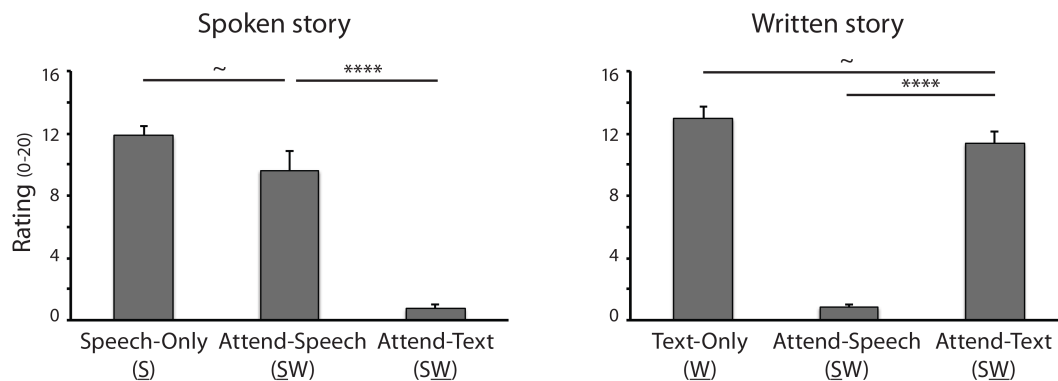 Spoken story
~
****
16
12
8
4
0
Rating (0-20)
Speech-Only Attend-Speech Attend-Text
(S) (SW) (SW)
Written story
~
****
16
12
8
4
0
Text-Only Attend-Speech Attend-Text
(W) (SW) (SW)